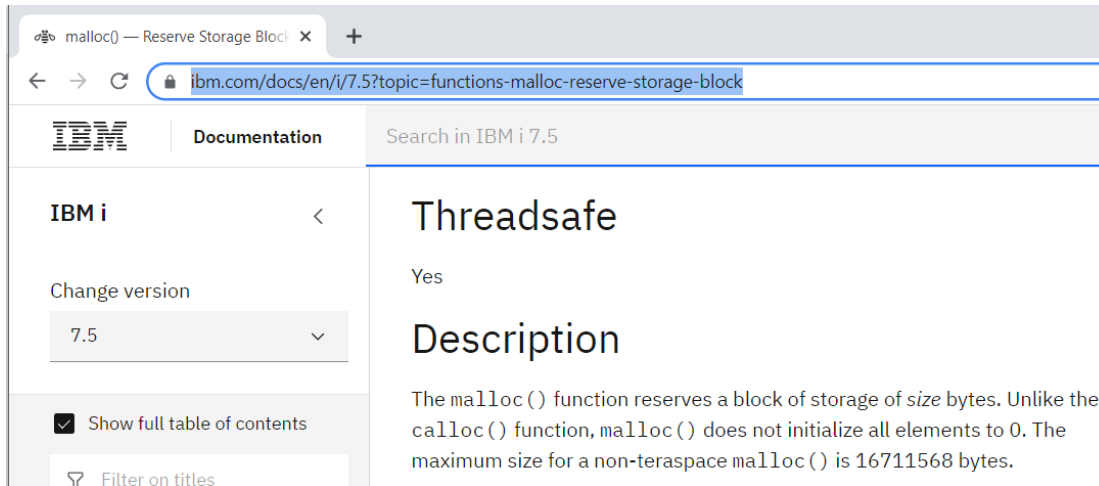 malloc() — Reserve Storage Block
ibm.com/docs/en/i/7.5?topic=functions-malloc-reserve-storage-block
IBM
Documentation
Search in IBM i 7.5
IBM i
Change version
7.5
Show full table of contents
Filter on titles
Threadsafe
Yes
Description
The malloc() function reserves a block of storage of size bytes. Unlike the
calloc() function, malloc() does not initialize all elements to 0. The
maximum size for a non-teraspace malloc() is 16711568 bytes.